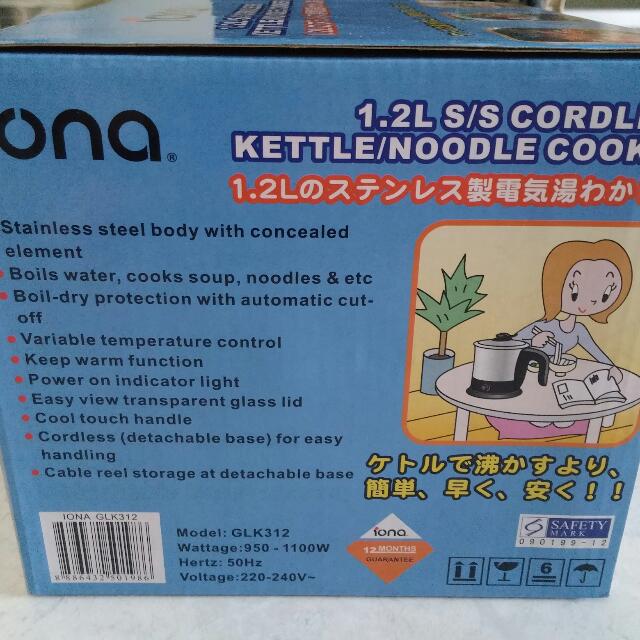 iona
iona®
1.2L S/S CORDLE
KETTLE/NOODLE COOK
1.2Lのステンレス製電気湯わか
Stainless steel body with concealed
element
Boils water, cooks soup, noodles & etc
Boil-dry protection with automatic cut-
off
Variable temperature control
Keep warm function
Power on indicator light
Easy view transparent glass lid
Cool touch handle
Cordless (detachable base) for easy
handling
Cable reel storage at detachable base
ケトルで沸かすより、
簡単、早く、安く！！
IONA GLK312
8 886432 501986
Model: GLK312
Wattage:950 - 1100W
Hertz: 50Hz
Voltage:220-240V~
iona
12 MONTHS
GUARANTEE
SAFETY
MARK
090199-12
6